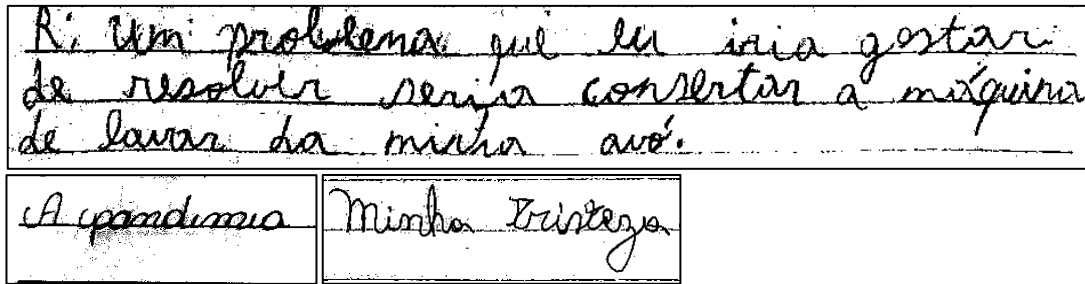 R: Um problema que eu iria gostar
de resolver seria consertar a máquina
de lavar da minha avó.
A pandemia
Minha Tristeza